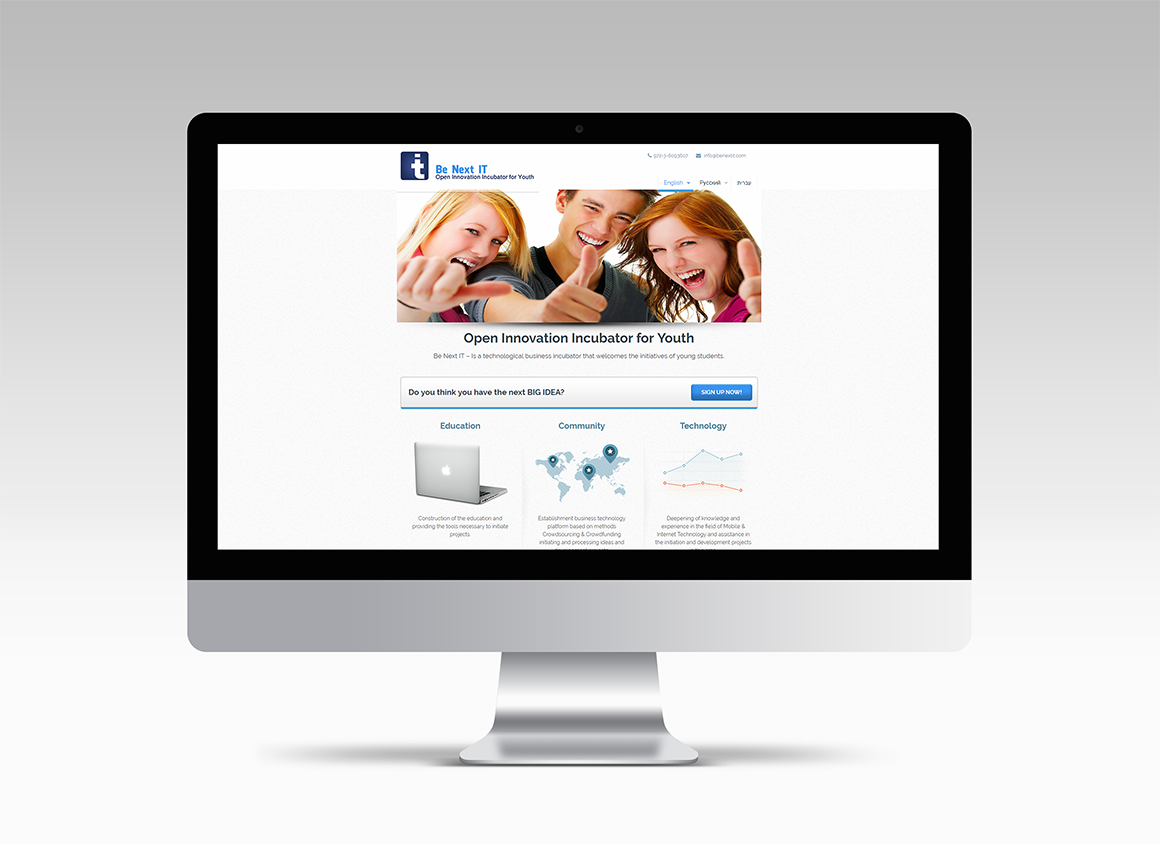 it
Be Next IT
Open Innovation Incubator for Youth
info@benextit.com
English
Русский
עברית
Open Innovation Incubator for Youth
Be Next IT – Is a technological business incubator that welcomes the initiatives of young students.
Do you think you have the next BIG IDEA?
SIGN UP NOW!
Education
Community
Technology
Construction of the education and
providing the tools necessary to initiate
projects
Establishment business technology
platform based on methods
Crowdsourcing & Crowdfunding
initiating and processing ideas and
Deepening of knowledge and
experience in the field of Mobile &
Internet Technology and assistance in
the initiation and development projects